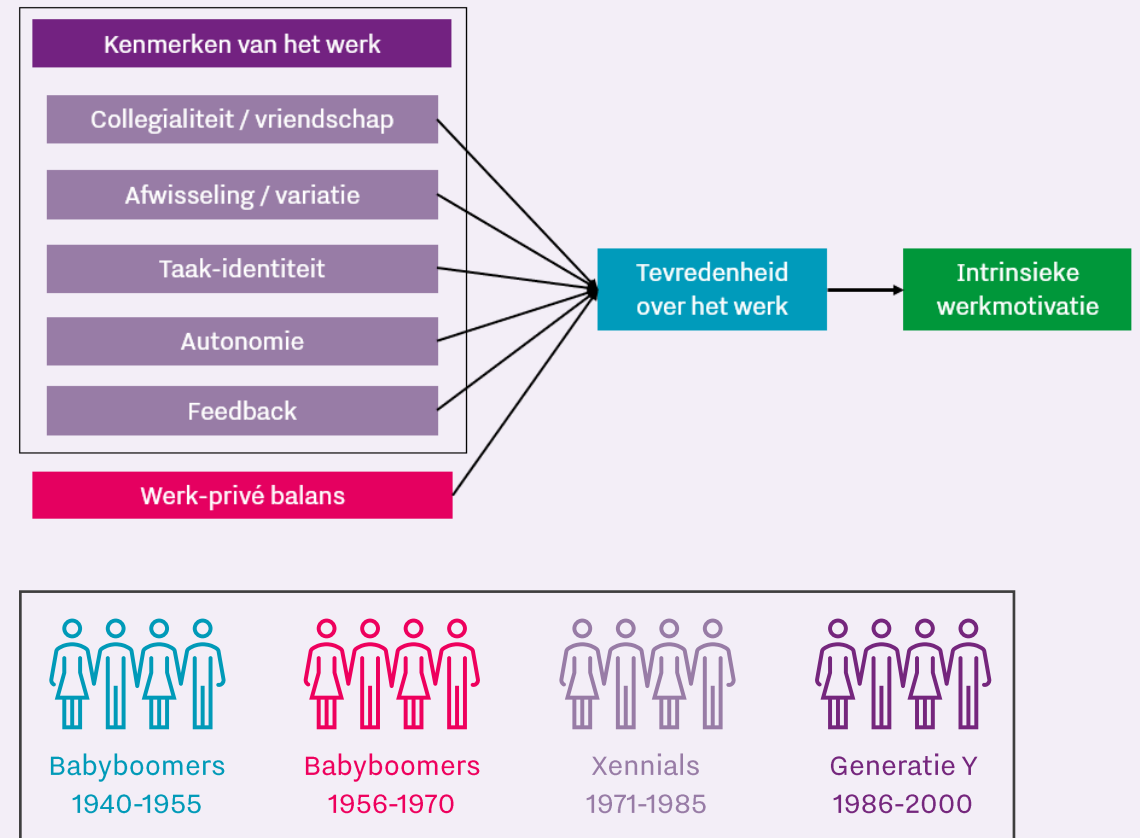 Kenmerken van het werk
Collegialiteit / vriendschap
Afwisseling / variatie
Taak-identiteit
Autonomie
Feedback
Werk-privé balans
Tevredenheid
over het werk
Intrinsieke
werkmotivatie
Babyboomers
1940-1955
Babyboomers
1956-1970
Xennials
1971-1985
Generatie Y
1986-2000